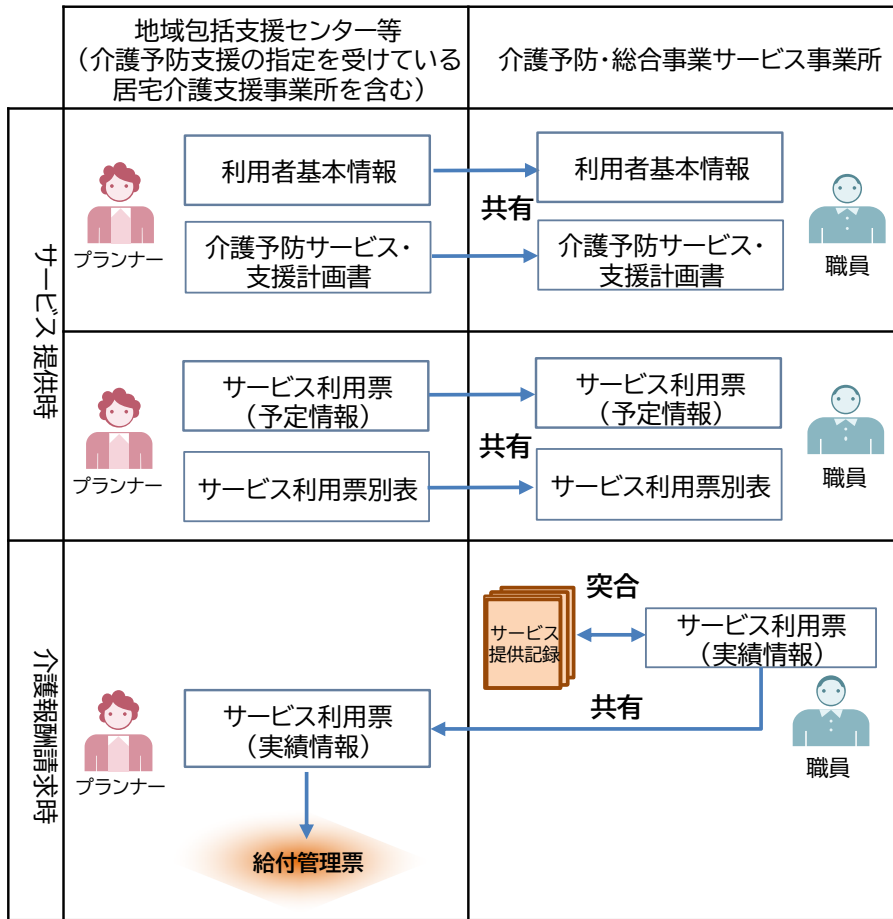 地域包括支援センター等
（介護予防支援の指定を受けている
居宅介護支援事業所を含む）
介護予防・総合事業サービス事業所
サービス提供時
プランナー
利用者基本情報
介護予防サービス・
支援計画書
共有
利用者基本情報
介護予防サービス・
支援計画書
職員
プランナー
サービス利用票
（予定情報）
サービス利用票別表
共有
サービス利用票
（予定情報）
サービス利用票別表
職員
介護報酬請求時
突合
サービス
提供記録
サービス利用票
（実績情報）
共有
職員
プランナー
サービス利用票
（実績情報）
給付管理票